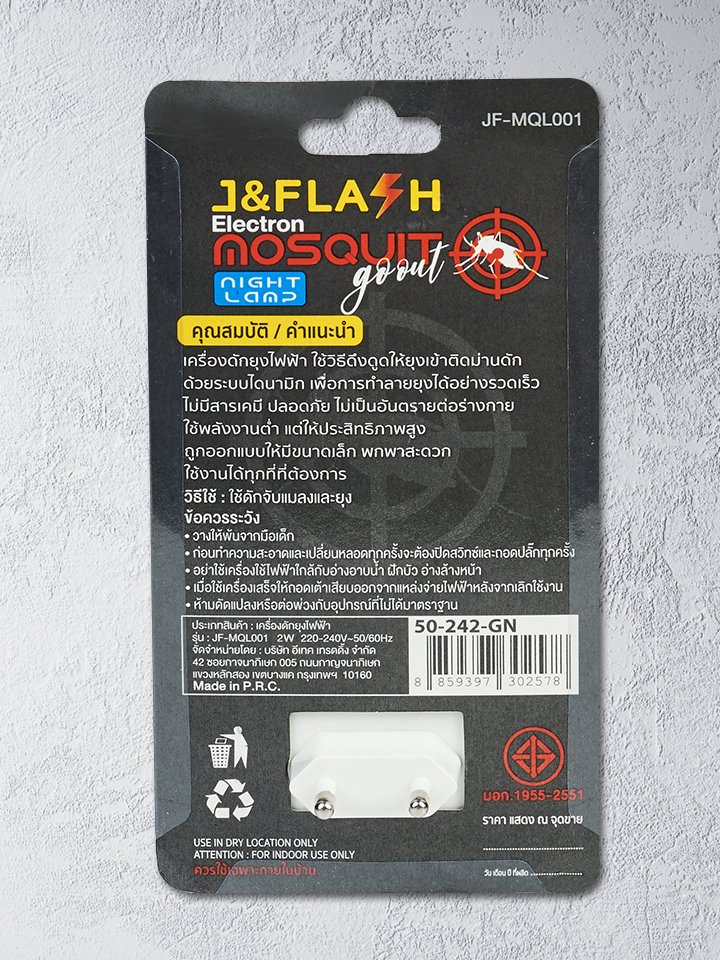 JF-MQL001
J&FLASH
Electron
MOSQUITO
go out
NIGHT
LAMP
คุณสมบัติ / คำแนะนำ
เครื่องดักยุงไฟฟ้า ใช้วิธีดึงดูดให้ยุงเข้าติดม่านดัก
ด้วยระบบไดนามิก เพื่อการทำลายยุงได้อย่างรวดเร็ว
ไม่มีสารเคมี ปลอดภัย ไม่เป็นอันตรายต่อร่างกาย
ใช้พลังงานต่ำ แต่ให้ประสิทธิภาพสูง
ถูกออกแบบให้มีขนาดเล็ก พกพาสะดวก
ใช้งานได้ทุกที่ที่ต้องการ
วิธีใช้ : ใช้ดักจับแมลงและยุง
ข้อควรระวัง
• วางให้พ้นจากมือเด็ก
• ก่อนทำความสะอาดและเปลี่ยนหลอดทุกครั้งจะต้องปิดสวิทซ์และถอดปลั๊กทุกครั้ง
• อย่าใช้เครื่องใช้ไฟฟ้าใกล้กับอ่างอาบน้ำ ฝักบัว อ่างล้างหน้า
• เมื่อใช้เครื่องเสร็จให้ถอดเต้าเสียบออกจากแหล่งจ่ายไฟฟ้าหลังจากเลิกใช้งาน
• ห้ามดัดแปลงหรือต่อพ่วงกับอุปกรณ์ที่ไม่ได้มาตราฐาน
ประเภทสินค้า : เครื่องดักยุงไฟฟ้า
รุ่น : JF-MQL001 2W 220-240V~50/60Hz
จัดจำหน่ายโดย : บริษัท อีเทค เทรดดิ้ง จำกัด
42 ซอยกาจนาภิเษก 005 ถนนกาญจนาภิเษก
แขวงหลักสอง เขตบางแค กรุงเทพฯ 10160
Made in P.R.C.
50-242-GN
8 859397 302578
มอก.1955-2551
ราคา แสดง ณ จุดขาย
วัน เดือน ปี ที่ผลิต
USE IN DRY LOCATION ONLY
ATTENTION : FOR INDOOR USE ONLY
ควรใช้เฉพาะภายในบ้าน